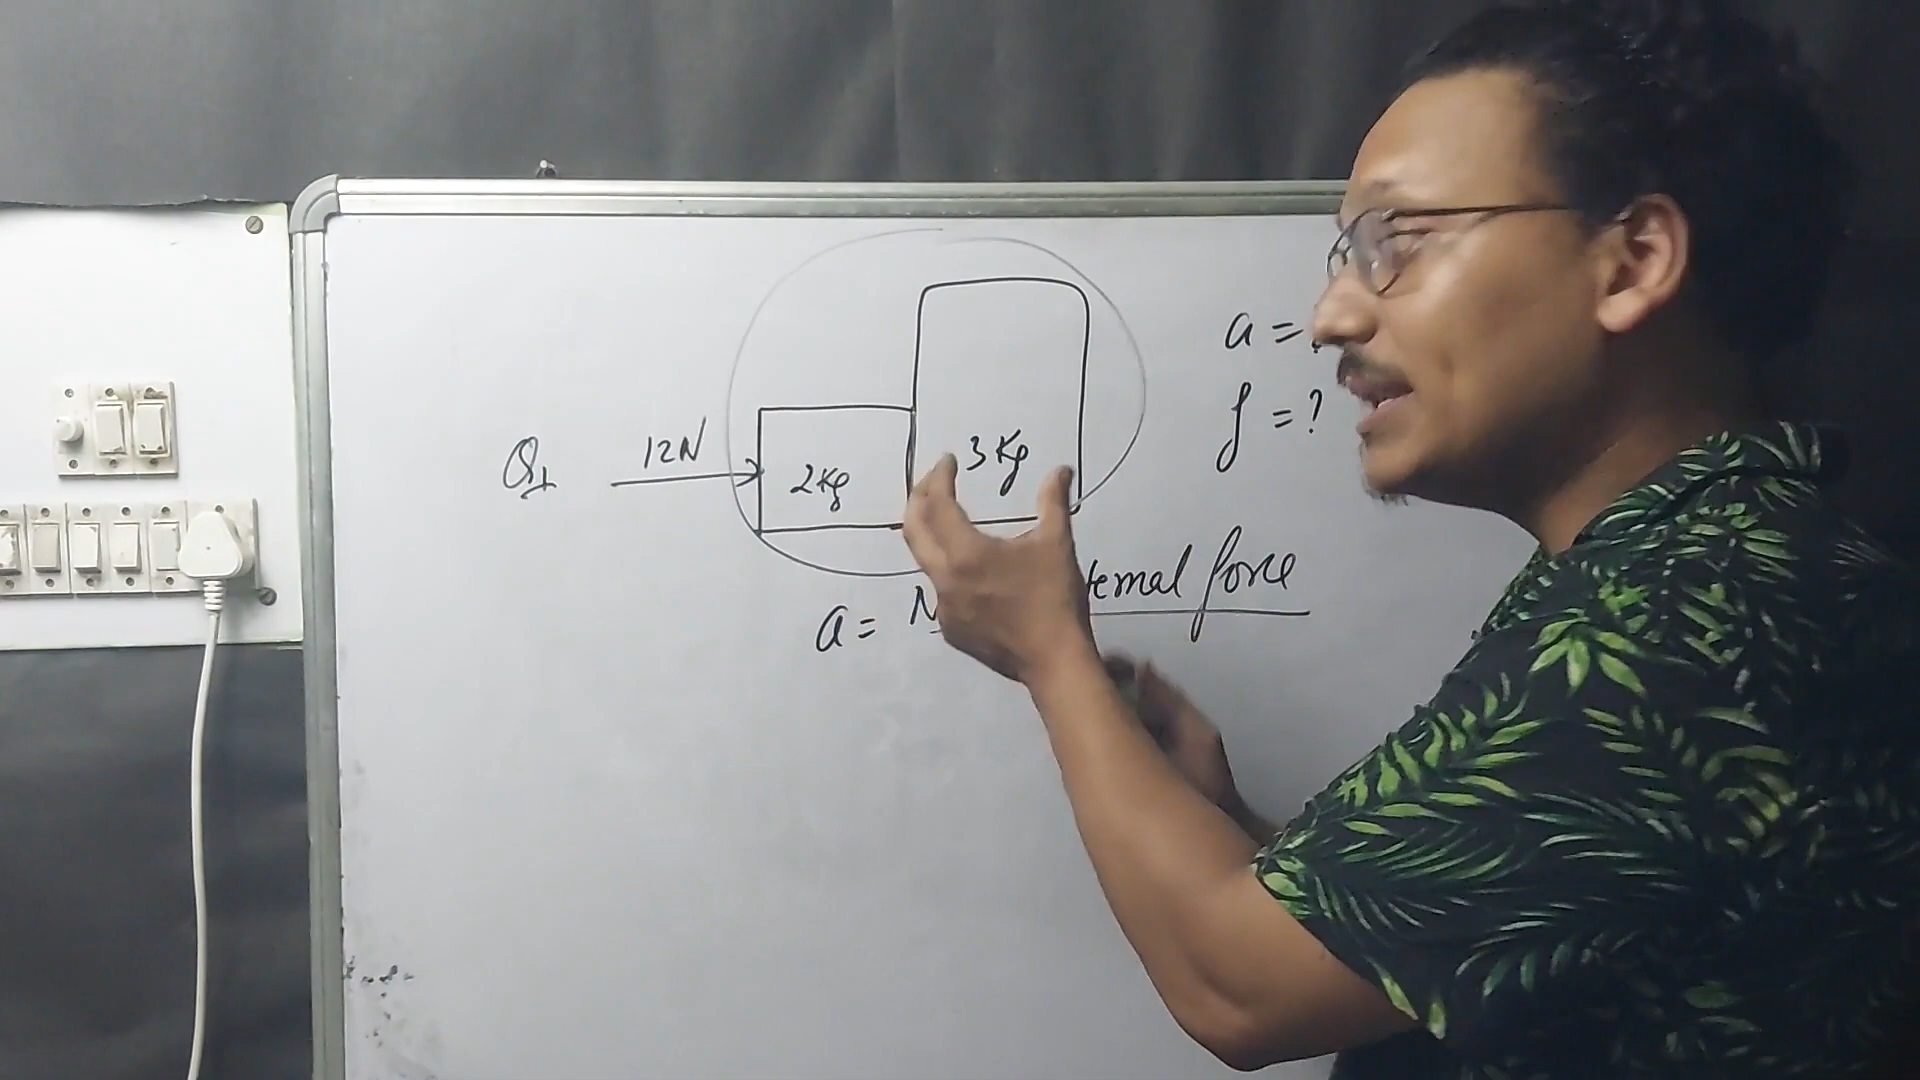 a =
f = ?
Q1 12N 2kg 3kg
a = N
ternal force